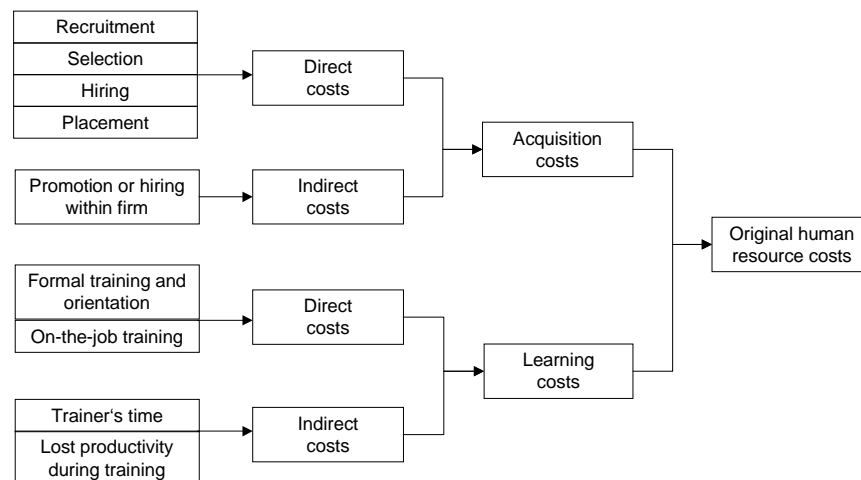 Recruitment
Selection
Hiring
Placement
Direct
costs
Promotion or hiring
within firm
Indirect
costs
Acquisition
costs
Original human
resource costs
Formal training and
orientation
On-the-job training
Direct
costs
Learning
costs
Trainer‘s time
Lost productivity
during training
Indirect
costs